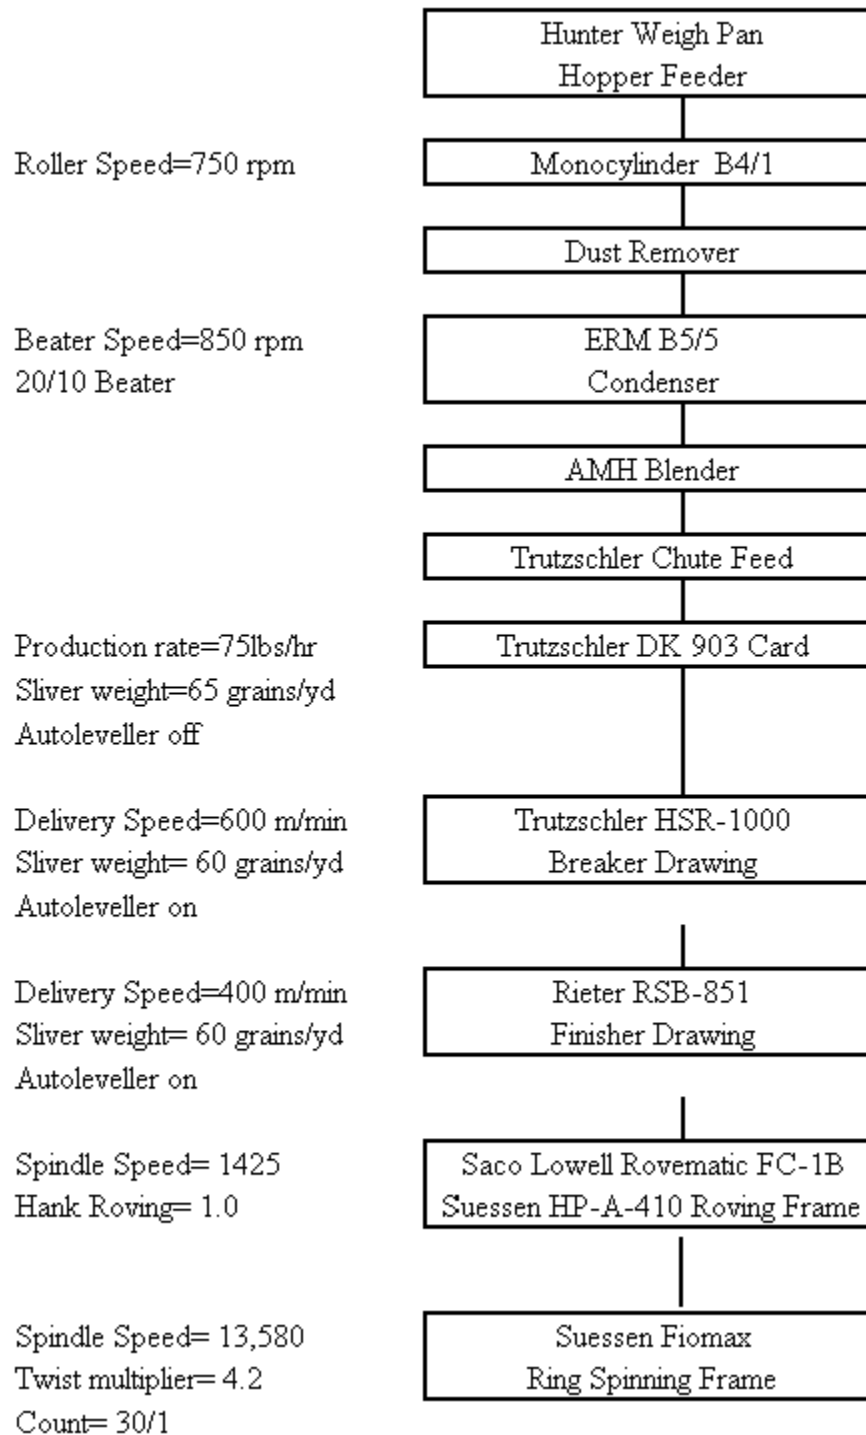 Hunter Weigh Pan
Hopper Feeder
Roller Speed=750 rpm
Monocylinder B4/1
Dust Remover
Beater Speed=850 rpm
20/10 Beater
ERM B5/5
Condenser
AMH Blender
Trutzschler Chute Feed
Production rate=75lbs/hr
Sliver weight=65 grains/yd
Autoleveller off
Trutzschler DK 903 Card
Delivery Speed=600 m/min
Sliver weight= 60 grains/yd
Autoleveller on
Trutzschler HSR-1000
Breaker Drawing
Delivery Speed=400 m/min
Sliver weight= 60 grains/yd
Autoleveller on
Rieter RSB-851
Finisher Drawing
Spindle Speed= 1425
Hank Roving= 1.0
Saco Lowell Rovematic FC-1B
Suessen HP-A-410 Roving Frame
Spindle Speed= 13,580
Twist multiplier= 4.2
Count= 30/1
Suessen Fiomax
Ring Spinning Frame